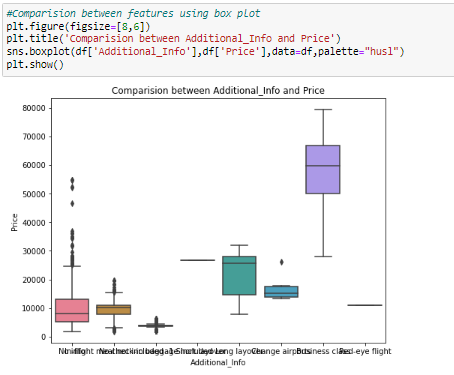 #Comparision between features using box plot
plt.figure(figsize=[8,6])
plt.title('Comparision between Additional_Info and Price')
sns.boxplot(df['Additional_Info'],df['Price'],data=df,palette="husl")
plt.show()
Comparision between Additional_Info and Price
80000
70000
60000
50000
40000
30000
20000
10000
0
Price
Change airports Business class Red-eye flight
Additional_Info